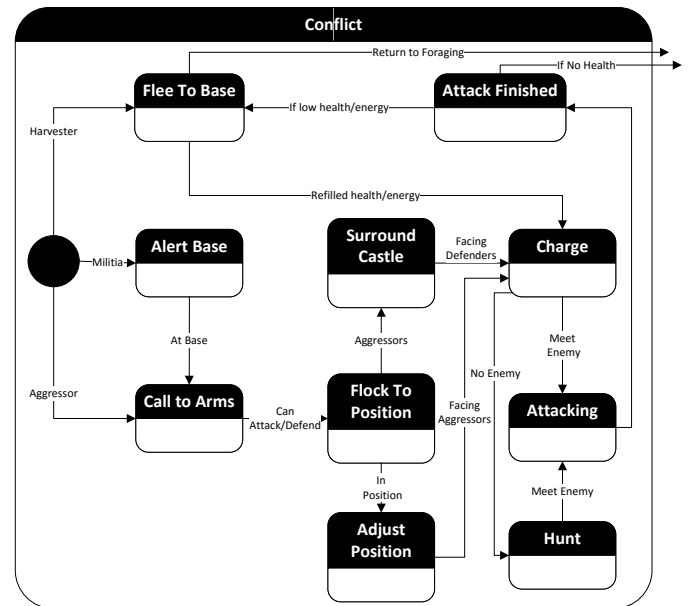 Conflict
Return to Foraging
If No Health
Flee To Base
Attack Finished
If low health/energy
Harvester
Refilled health/energy
Alert Base
Surround
Castle
Facing
Defenders
Charge
Militia
At Base
Aggressors
Meet
Enemy
No Enemy
Aggressor
Call to Arms
Can
Attack/Defend
Flock To
Position
Facing
Aggressors
Attacking
In
Position
Meet Enemy
Adjust
Position
Hunt